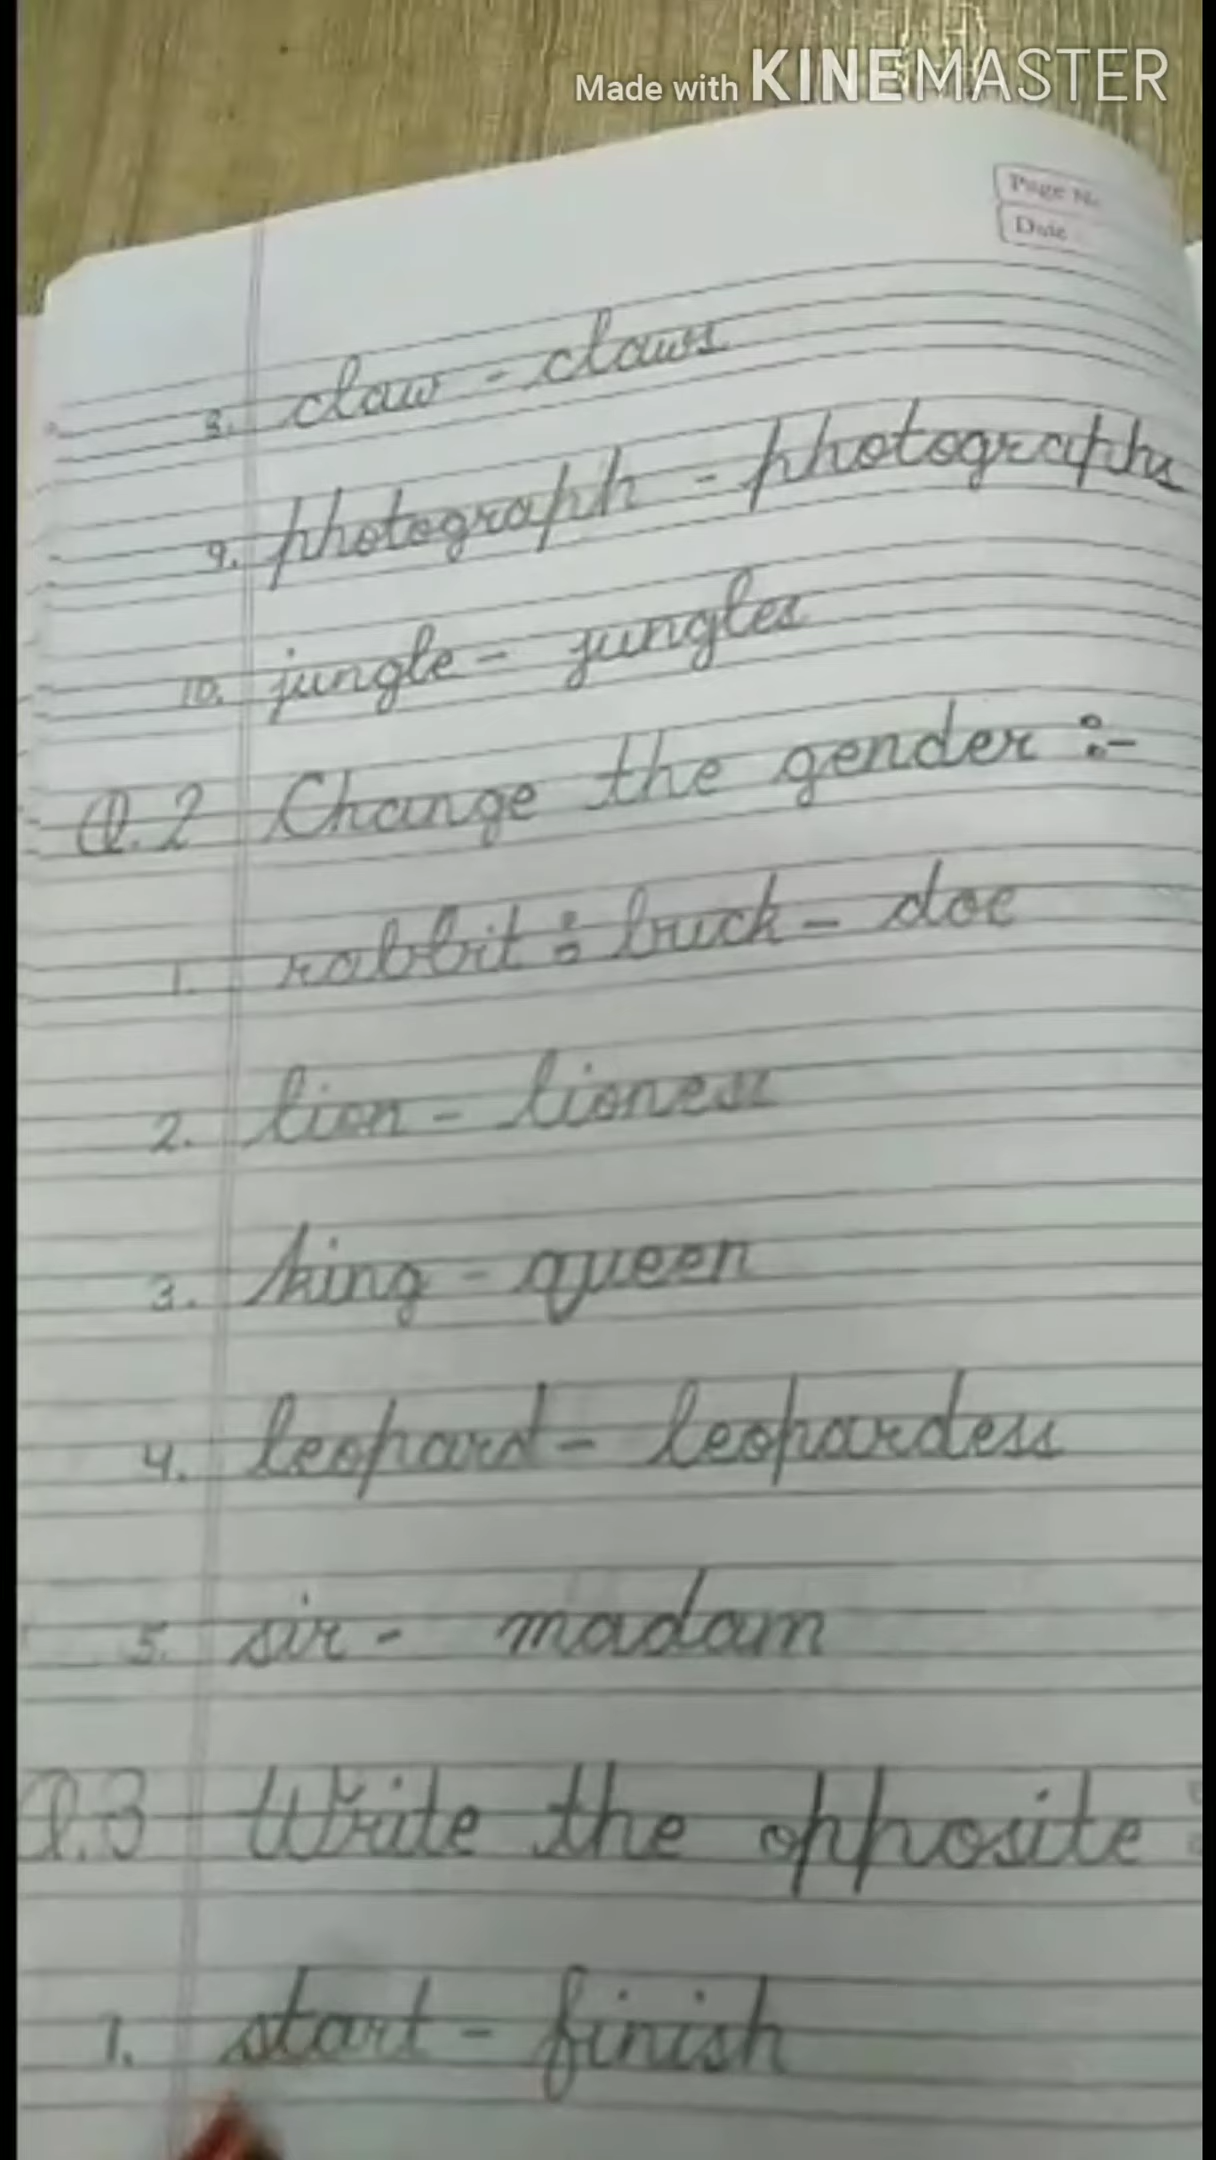 Made with KINEMASTER
Page No.
Date
8. claw - claws
9. photograph - photographs
10. jungle - jungles
Q.2 Change the gender :-
1. rabbit : buck - doe
2. lion - lioness
3. king - queen
4. leopard - leopardess
5. sir - madam
Q.3 Write the opposite :
1. start - finish